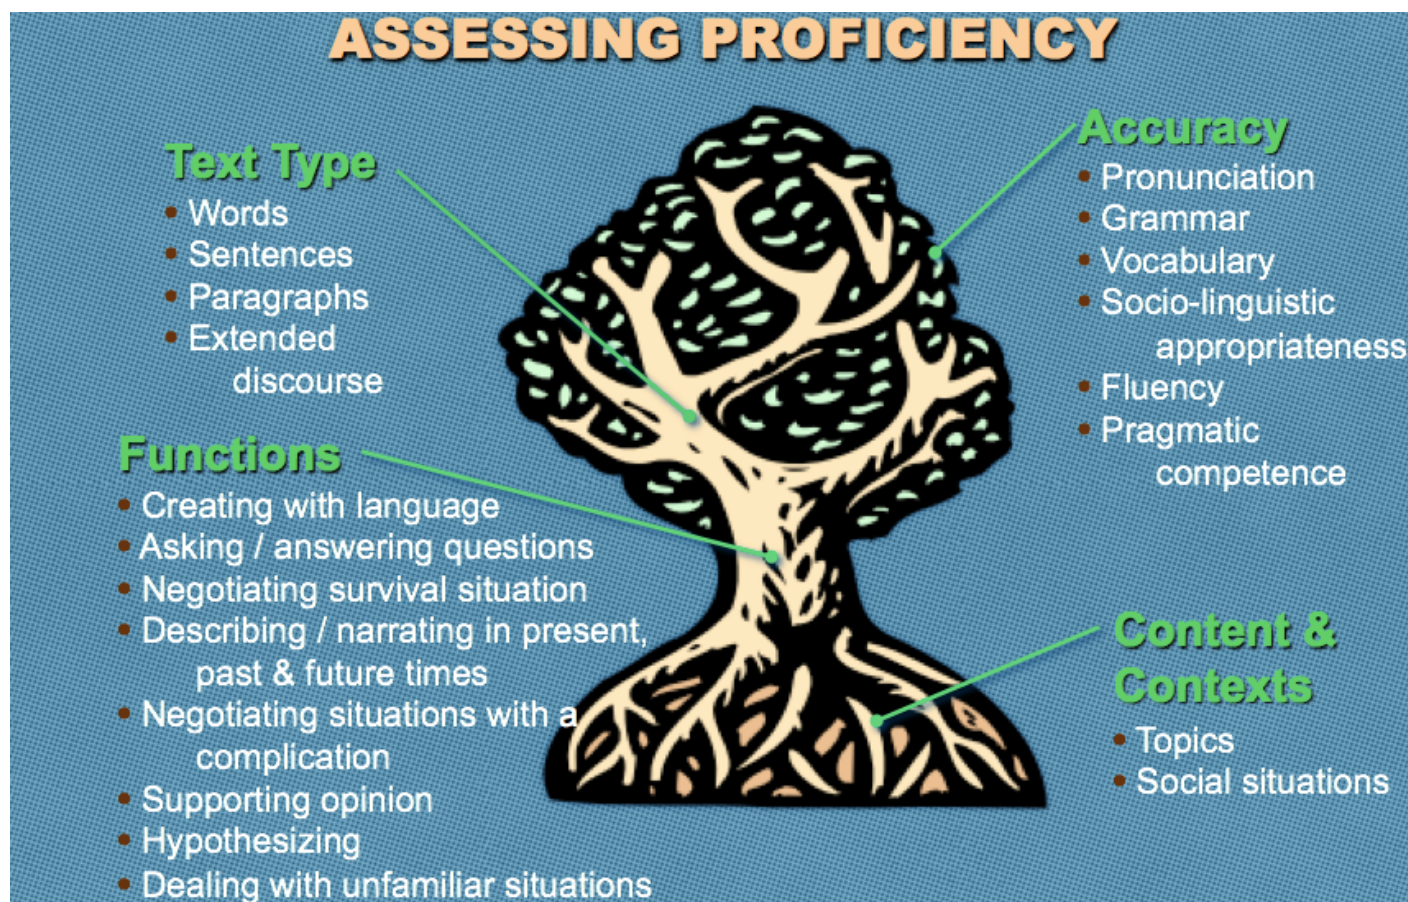 ASSESSING PROFICIENCY
Text Type
• Words
• Sentences
• Paragraphs
• Extended
discourse
Functions
• Creating with language
• Asking / answering questions
• Negotiating survival situation
• Describing / narrating in present,
past & future times
• Negotiating situations with a
complication
• Supporting opinion
• Hypothesizing
• Dealing with unfamiliar situations
Accuracy
• Pronunciation
• Grammar
• Vocabulary
• Socio-linguistic
appropriateness
• Fluency
• Pragmatic
competence
Content &
Contexts
• Topics
• Social situations